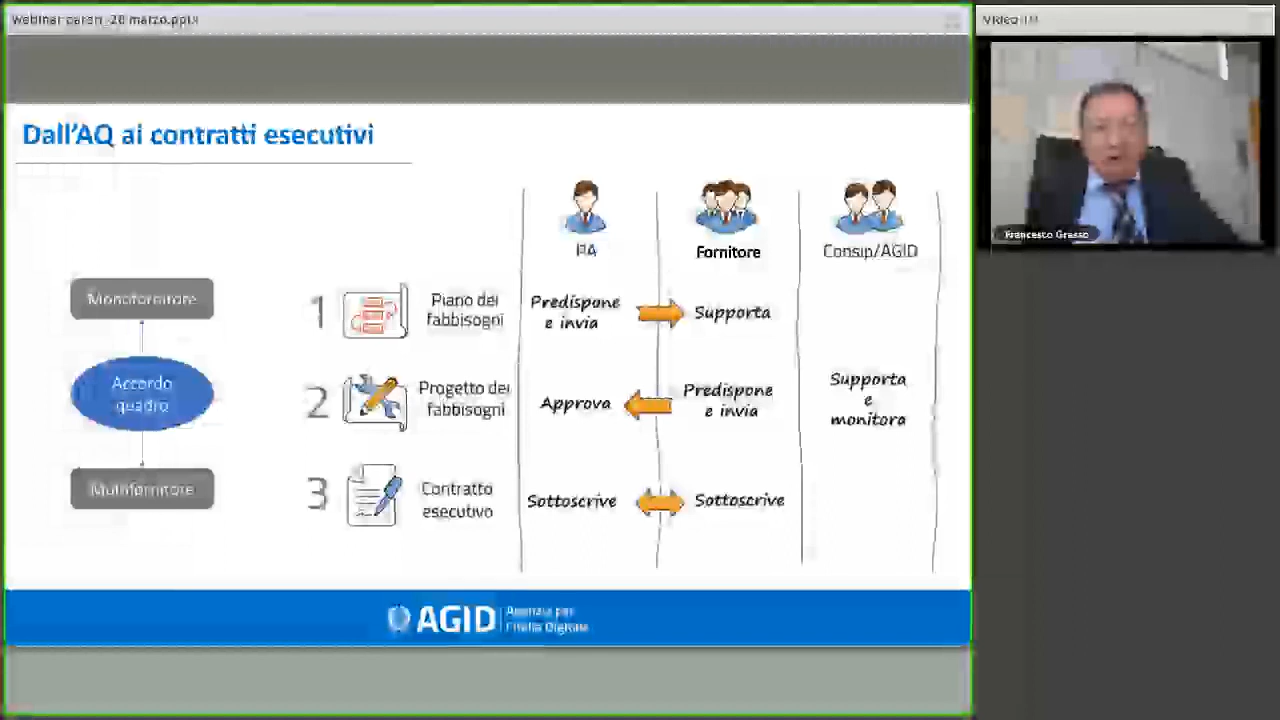 webinar pareri -26 marzo.pptx
Video
Francesco Grasso
Dall'AQ ai contratti esecutivi
PA
Fornitore
Consip/AGID
Monofornitore
Accordo
quadro
Multifornitore
1
Piano dei
fabbisogni
Predispone
e invia
Supporta
2
Progetto dei
fabbisogni
Approva
Predispone
e invia
Supporta
e
monitora
3
Contratto
esecutivo
Sottoscrive
Sottoscrive
AGID
Agenzia per
l'Italia Digitale